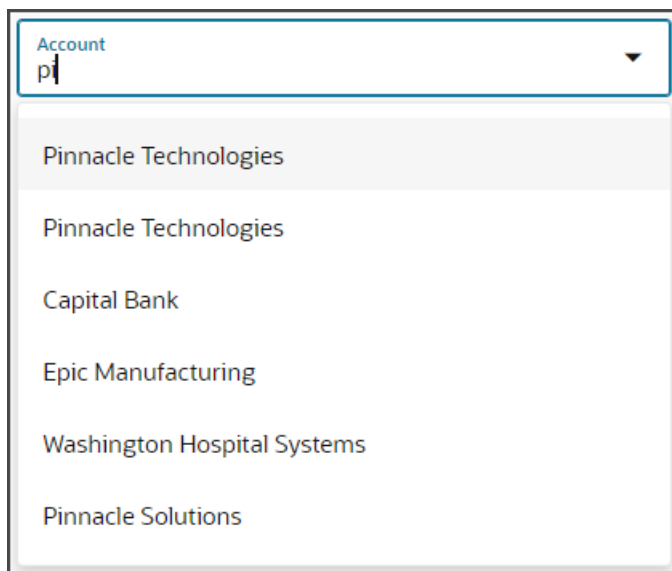 Account
pi
Pinnacle Technologies
Pinnacle Technologies
Capital Bank
Epic Manufacturing
Washington Hospital Systems
Pinnacle Solutions